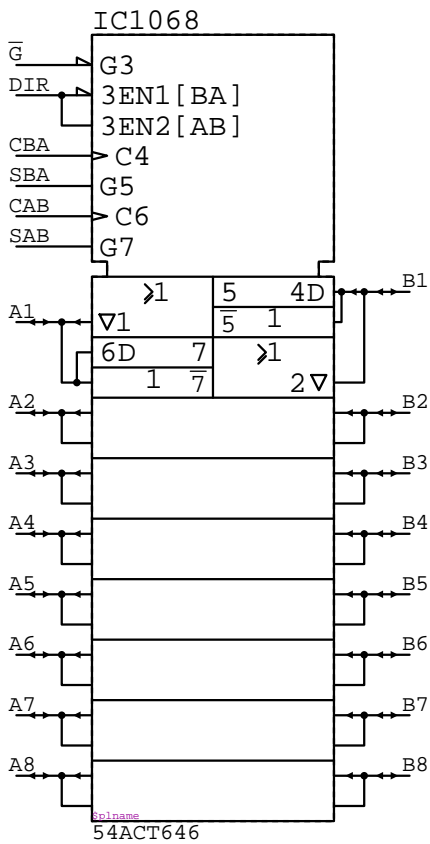 IC1068
G̅
G3
DIR
3EN1[BA]
3EN2[AB]
CBA
C4
SBA
G5
CAB
C6
SAB
G7
≥1 5 4D
B1
A1
▽1 5̅ 1
6D 7 ≥1
1 7̅ 2▽
A2 B2
A3 B3
A4 B4
A5 B5
A6 B6
A7 B7
A8 B8
$plname
54ACT646